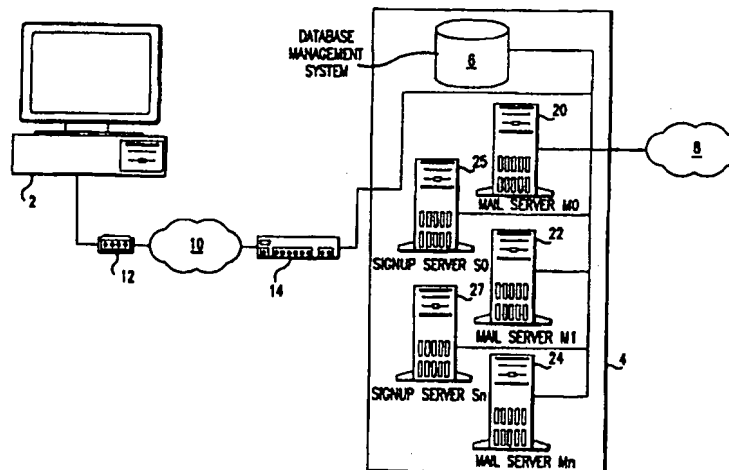 DATABASE
MANAGEMENT
SYSTEM
6
20
8
25
MAIL SERVER M0
2
10
22
12
14
SIGNUP SERVER S0
27
MAIL SERVER M1
24
4
SIGNUP SERVER Sn
MAIL SERVER Mn